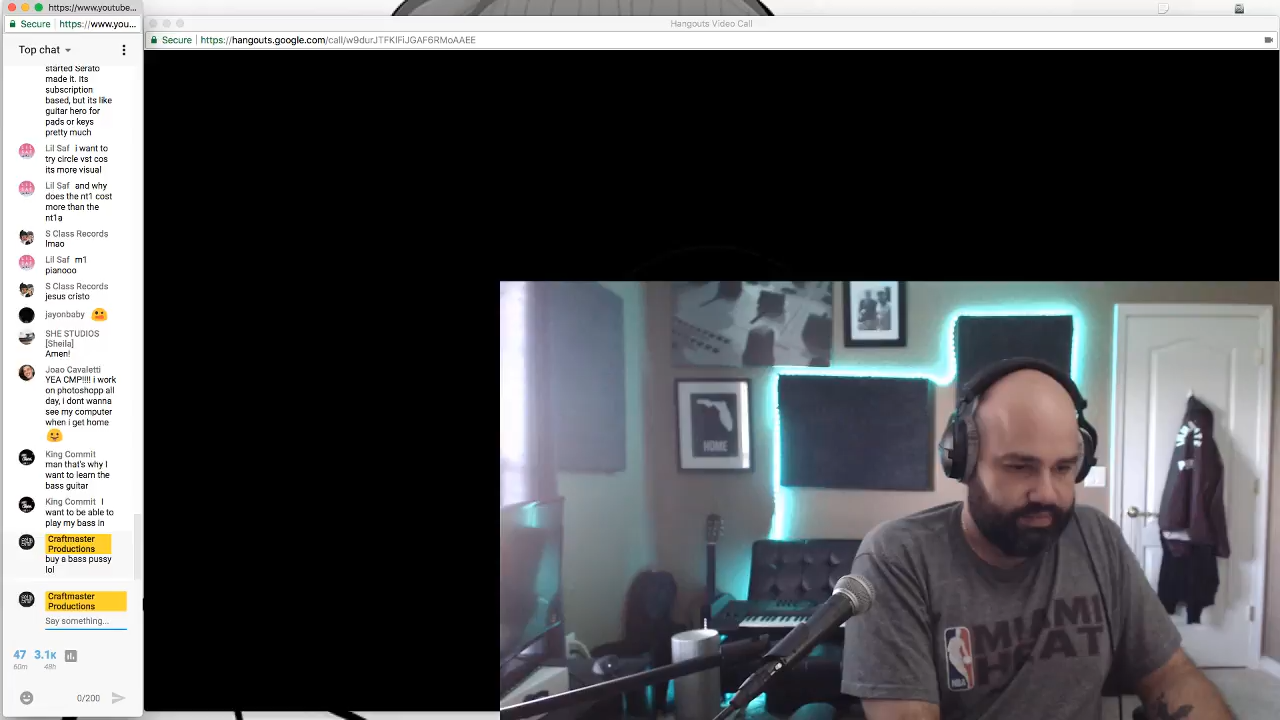 https://www.youtube...
Secure
https://www.you...
Hangouts Video Call
Secure
https://hangouts.google.com/call/w9durJTFKIFiJGAF6RMoAAEE
Top chat
started Serato
made it. Its
subscription
based, but its like
guitar hero for
pads or keys
pretty much
Lil Saf i want to
try circle vst cos
its more visual
Lil Saf and why
does the nt1 cost
more than the
nt1a
S Class Records
lmao
Lil Saf m1
pianooo
S Class Records
jesus cristo
jayonbaby
SHE STUDIOS
[Sheila]
Amen!
Joao Cavaletti
YEA CMP!!!! i work
on photoshop all
day, i dont wanna
see my computer
when i get home
King Commit
man that's why I
want to learn the
bass guitar
King Commit I
want to be able to
play my bass in
Craftmaster
Productions
buy a bass pussy
lol
Craftmaster
Productions
Say something...
47 3.1K
60m 48h
0/200
HOME
MIAMI
HEAT
NBA